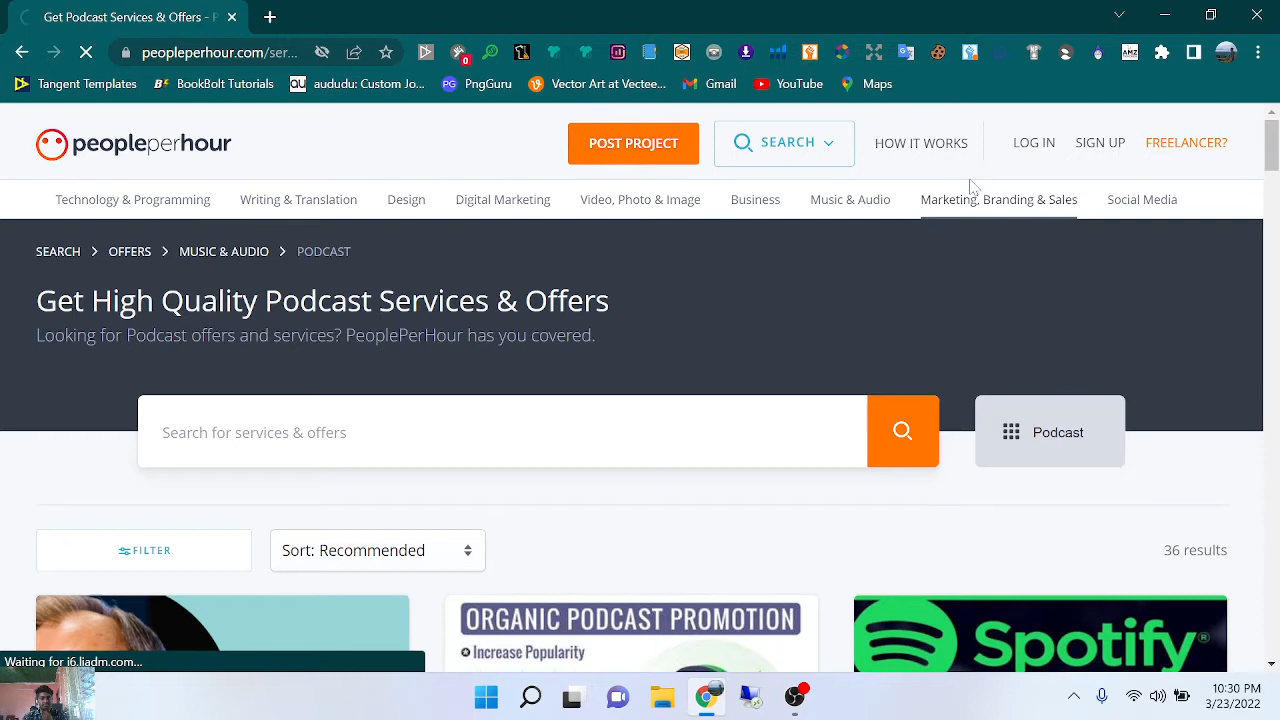 Get Podcast Services & Offers - P
peopleperhour.com/ser...
0
Tangent Templates
BookBolt Tutorials
aududu: Custom Jo...
PngGuru
Vector Art at Vectee...
Gmail
YouTube
Maps
peopleperhour
POST PROJECT
SEARCH
HOW IT WORKS
LOG IN
SIGN UP
FREELANCER?
Technology & Programming
Writing & Translation
Design
Digital Marketing
Video, Photo & Image
Business
Music & Audio
Marketing, Branding & Sales
Social Media
SEARCH > OFFERS > MUSIC & AUDIO > PODCAST
Get High Quality Podcast Services & Offers
Looking for Podcast offers and services? PeoplePerHour has you covered.
Search for services & offers
Podcast
FILTER
Sort: Recommended
36 results
ORGANIC PODCAST PROMOTION
Increase Popularity
Spotify®
Waiting for i6.liadm.com...
10:30 PM
3/23/2022